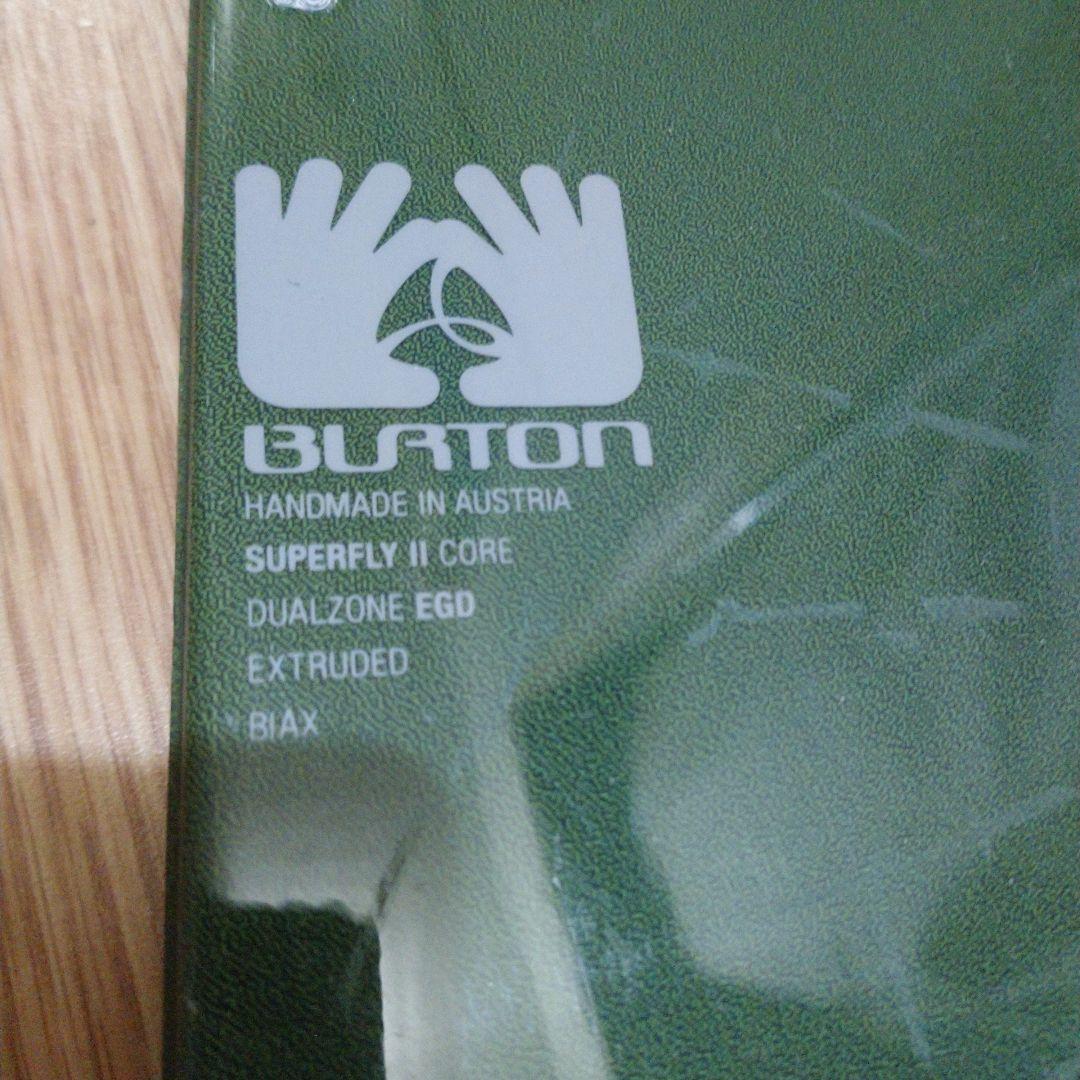 BURTON
HANDMADE IN AUSTRIA
SUPERFLY II CORE
DUALZONE EGD
EXTRUDED
BIAX